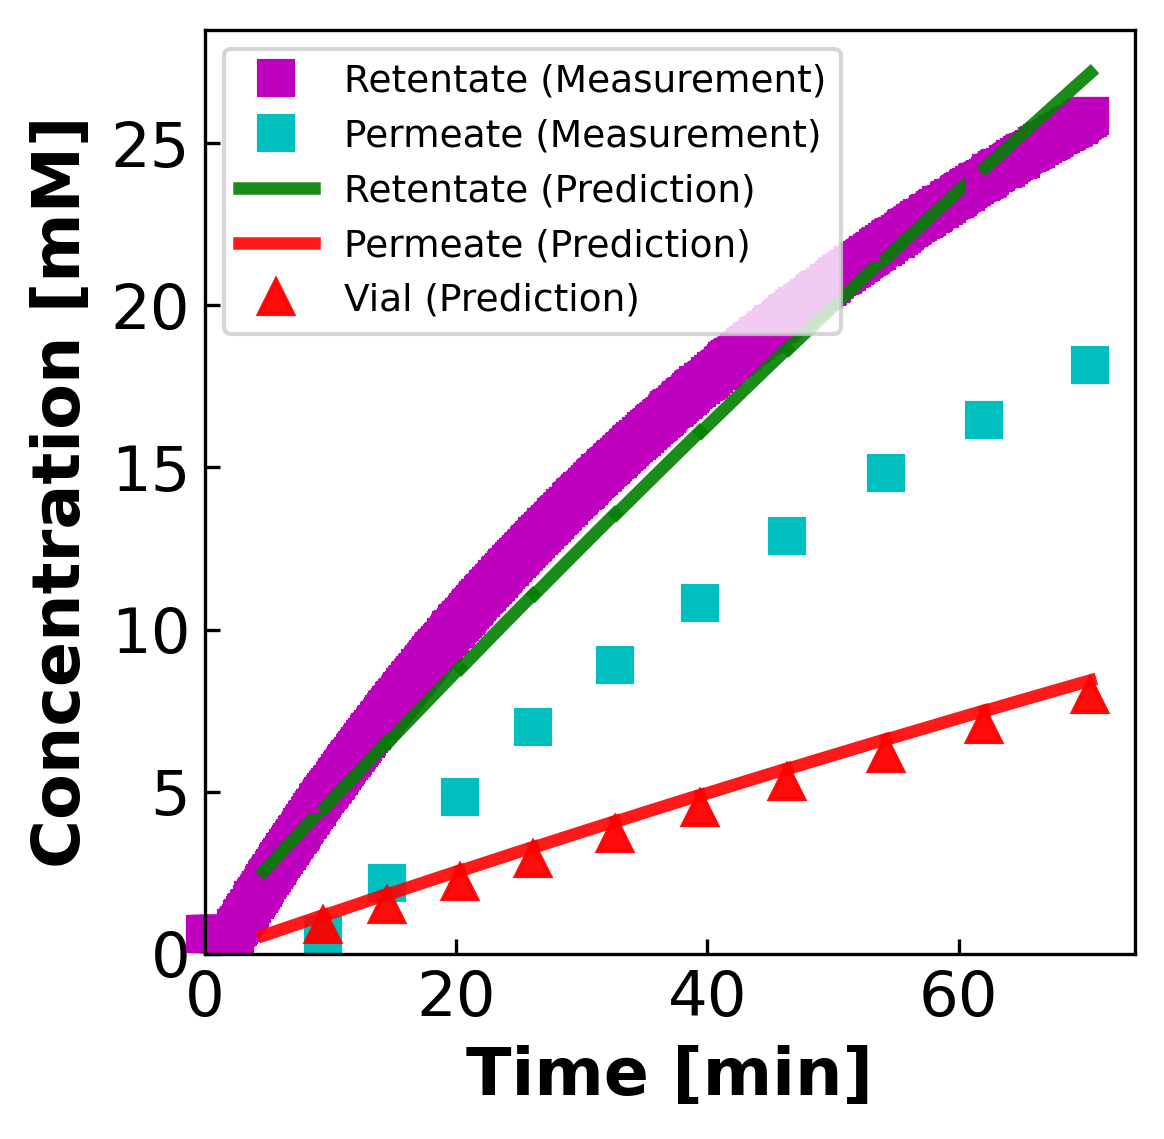 Retentate (Measurement)
Permeate (Measurement)
Retentate (Prediction)
Permeate (Prediction)
Vial (Prediction)
Concentration [mM]
25
20
15
10
5
0
0 20 40 60
Time [min]